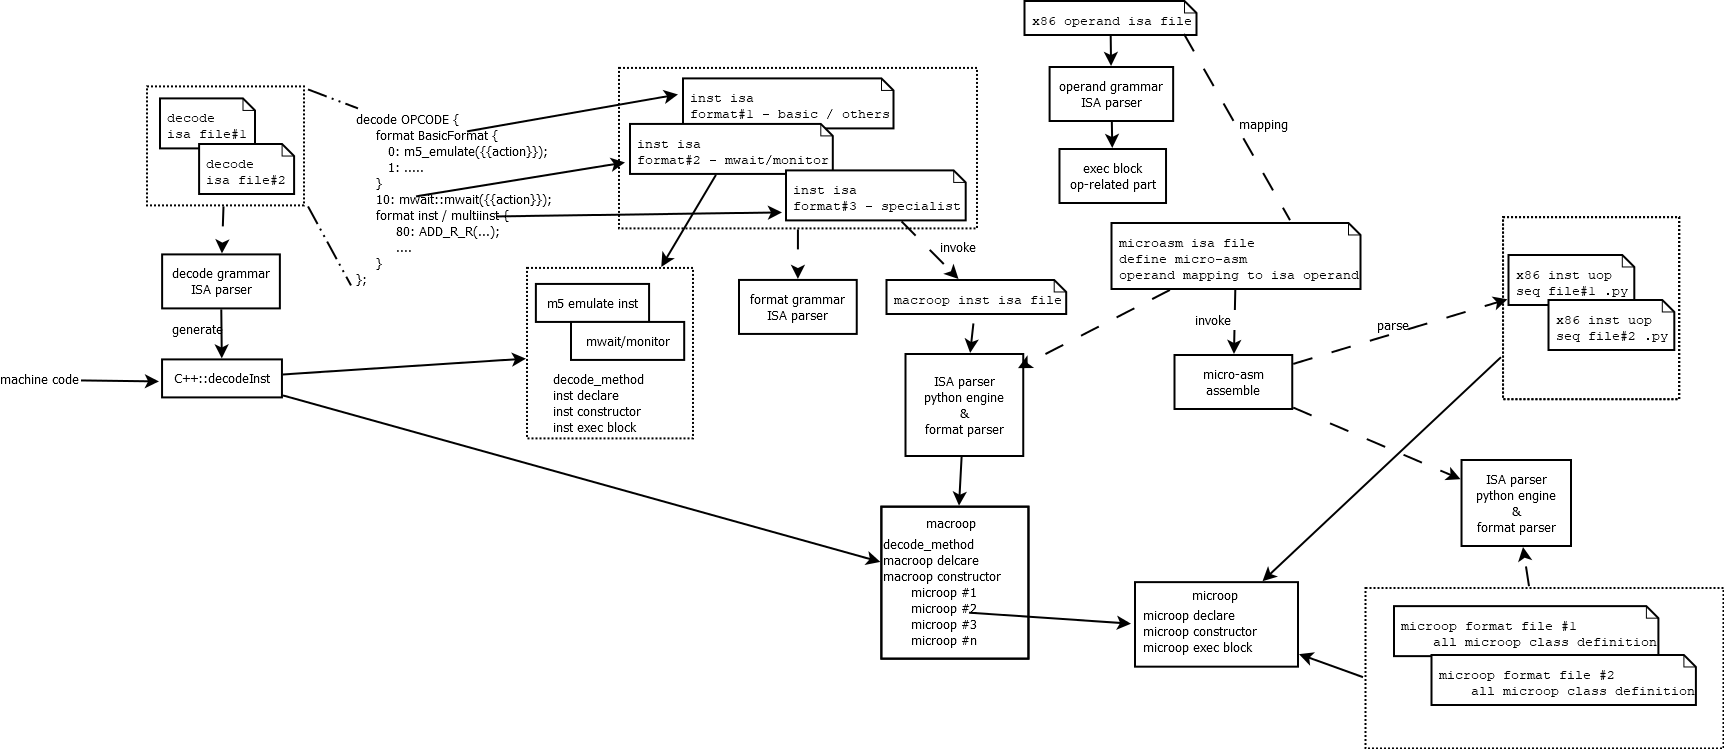 x86 operand isa file
operand grammar
ISA parser
mapping
exec block
op-related part
decode
isa file#1
decode
isa file#2
decode OPCODE {
format BasicFormat {
0: m5_emulate({{action}});
1: .....
}
10: mwait::mwait({{action}});
format inst / multiinst {
80: ADD_R_R(...);
....
}
};
inst isa
format#1 - basic / others
inst isa
format#2 - mwait/monitor
inst isa
format#3 - specialist
invoke
decode grammar
ISA parser
generate
machine code
C++::decodeInst
m5 emulate inst
mwait/monitor
decode_method
inst declare
inst constructor
inst exec block
format grammar
ISA parser
macroop inst isa file
ISA parser
python engine
&
format parser
microasm isa file
define micro-asm
operand mapping to isa operand
invoke
micro-asm
assemble
parse
x86 inst uop
seq file#1 .py
x86 inst uop
seq file#2 .py
ISA parser
python engine
&
format parser
macroop
decode_method
macroop delcare
macroop constructor
microop #1
microop #2
microop #3
microop #n
microop
microop declare
microop constructor
microop exec block
microop format file #1
all microop class definition
microop format file #2
all microop class definition